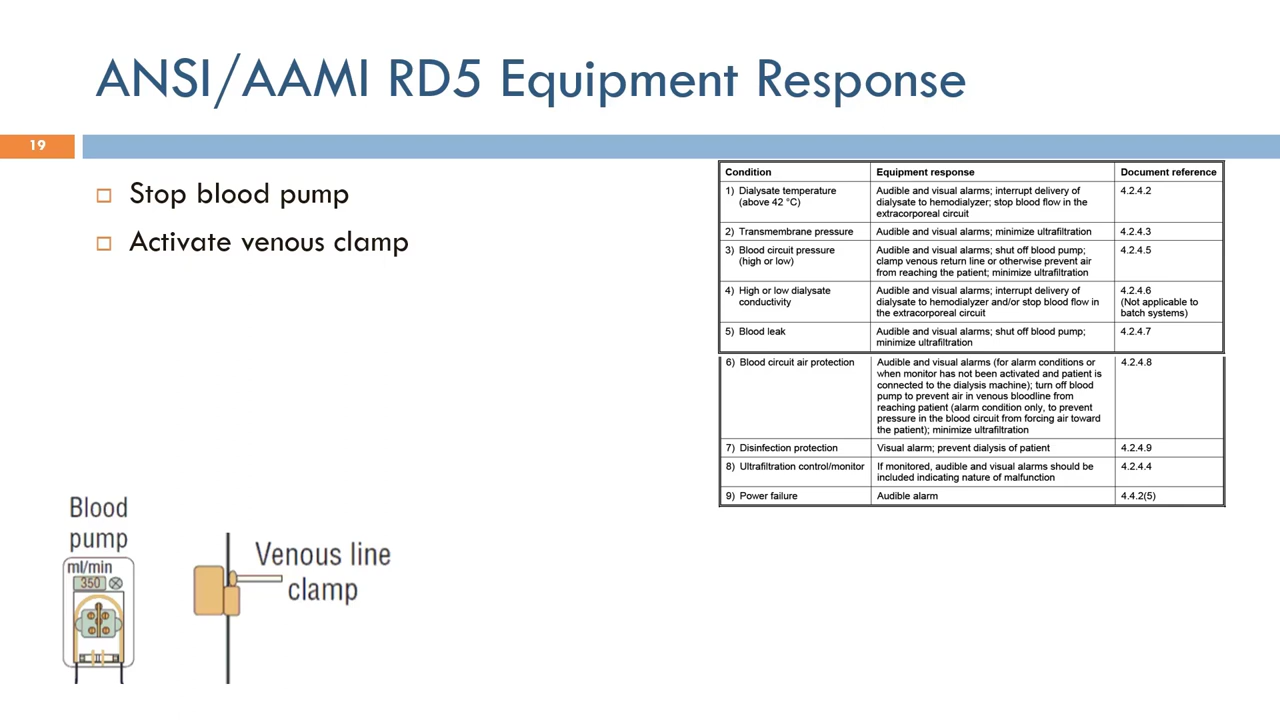 ANSI/AAMI RD5 Equipment Response
19
Stop blood pump
Activate venous clamp
Condition Equipment response Document reference
1) Dialysate temperature (above 42 °C) Audible and visual alarms; interrupt delivery of dialysate to hemodialyzer; stop blood flow in the extracorporeal circuit 4.2.4.2
2) Transmembrane pressure Audible and visual alarms; minimize ultrafiltration 4.2.4.3
3) Blood circuit pressure (high or low) Audible and visual alarms; shut off blood pump; clamp venous return line or otherwise prevent air from reaching the patient; minimize ultrafiltration 4.2.4.5
4) High or low dialysate conductivity Audible and visual alarms; interrupt delivery of dialysate to hemodialyzer and/or stop blood flow in the extracorporeal circuit 4.2.4.6 (Not applicable to batch systems)
5) Blood leak Audible and visual alarms; shut off blood pump; minimize ultrafiltration 4.2.4.7
6) Blood circuit air protection Audible and visual alarms (for alarm conditions or when monitor has not been activated and patient is connected to the dialysis machine); turn off blood pump to prevent air in venous bloodline from reaching patient (alarm condition only, to prevent pressure in the blood circuit from forcing air toward the patient); minimize ultrafiltration 4.2.4.8
7) Disinfection protection Visual alarm; prevent dialysis of patient 4.2.4.9
8) Ultrafiltration control/monitor If monitored, audible and visual alarms should be included indicating nature of malfunction 4.2.4.4
9) Power failure Audible alarm 4.4.2(5)
Blood
pump
ml/min
350
Venous line
clamp